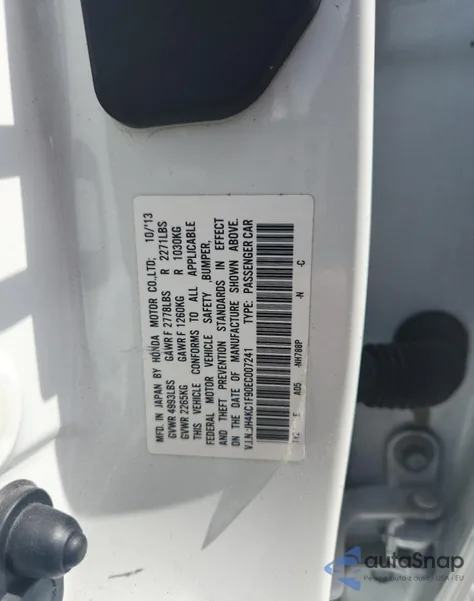 MFD. IN JAPAN BY HONDA MOTOR CO.,LTD; 10/'13
GVWR 4993LBS GAWR F 2778LBS R 2271LBS
GVWR 2265KG GAWR F 1260KG R 1030KG
THIS VEHICLE CONFORMS TO ALL APPLICABLE
FEDERAL MOTOR VEHICLE SAFETY ,BUMPER,
AND THEFT PREVENTION STANDARDS IN EFFECT
ON THE DATE OF MANUFACTURE SHOWN ABOVE.
V.I.N.:JH4KC1F90EC007241 TYPE: PASSENGER CAR
E A05 -NH788P -N -C
autoSnap
USA / EU